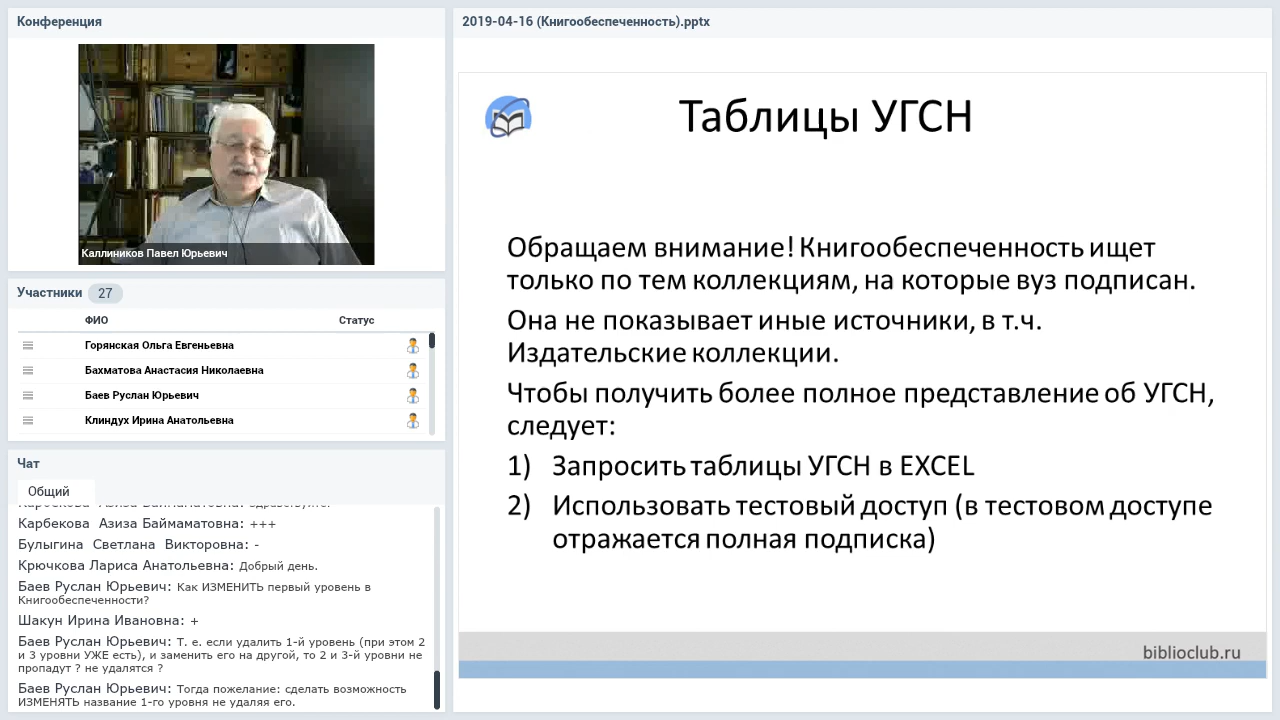 Конференция
Каллиников Павел Юрьевич
Участники 27
ФИО Статус
Горянская Ольга Евгеньевна
Бахматова Анастасия Николаевна
Баев Руслан Юрьевич
Клиндух Ирина Анатольевна
Чат
Общий
Карбекова Азиза Баймаматовна: +++
Булыгина Светлана Викторовна: -
Крючкова Лариса Анатольевна: Добрый день.
Баев Руслан Юрьевич: Как ИЗМЕНИТЬ первый уровень в
Книгообеспеченности?
Шакун Ирина Ивановна: +
Баев Руслан Юрьевич: Т. е. если удалить 1-й уровень (при этом 2
и 3 уровни УЖЕ есть), и заменить его на другой, то 2 и 3-й уровни не
пропадут ? не удалятся ?
Баев Руслан Юрьевич: Тогда пожелание: сделать возможность
ИЗМЕНЯТЬ название 1-го уровня не удаляя его.
2019-04-16 (Книгообеспеченность).pptx
Таблицы УГСН
Обращаем внимание! Книгообеспеченность ищет
только по тем коллекциям, на которые вуз подписан.
Она не показывает иные источники, в т.ч.
Издательские коллекции.
Чтобы получить более полное представление об УГСН,
следует:
1) Запросить таблицы УГСН в EXCEL
2) Использовать тестовый доступ (в тестовом доступе
отражается полная подписка)
biblioclub.ru